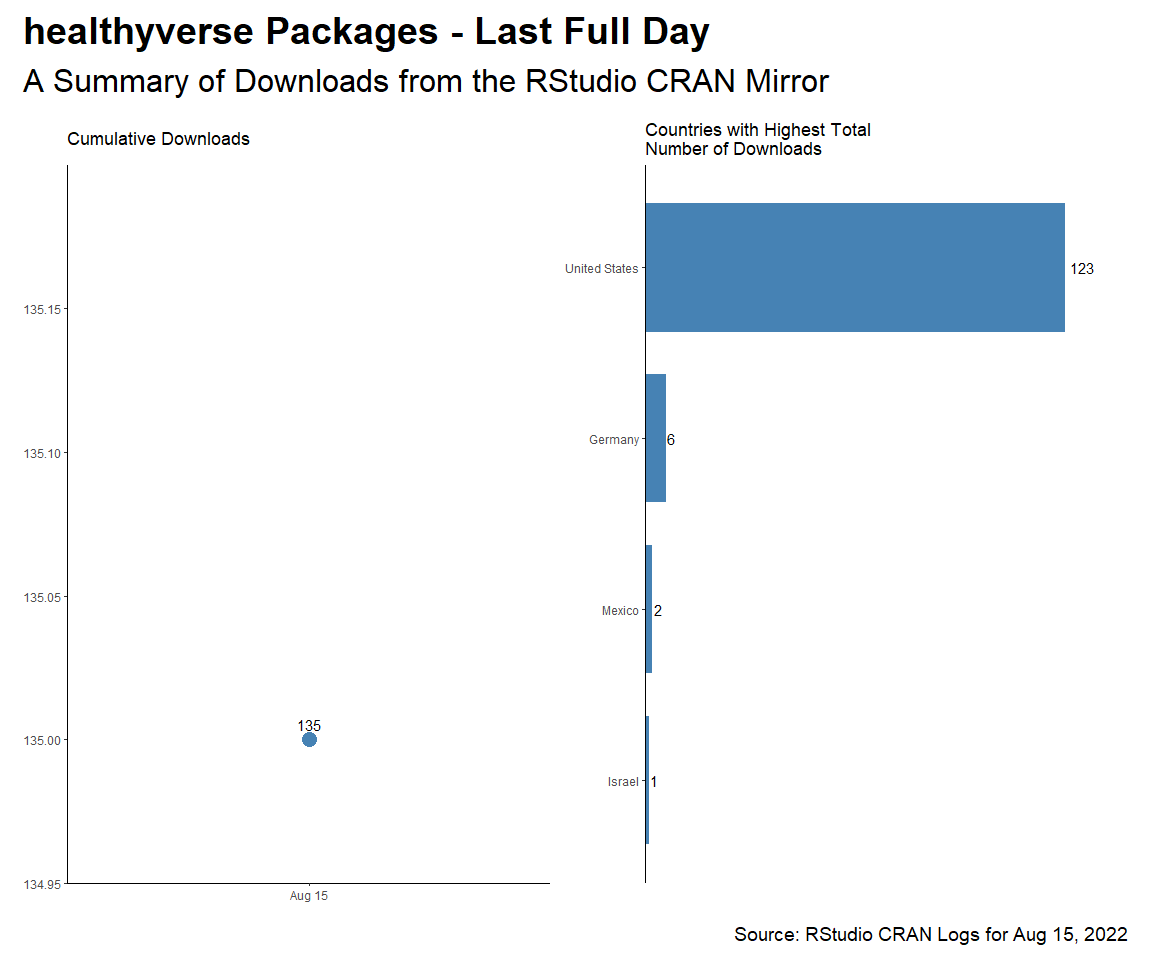 healthyverse Packages - Last Full Day
A Summary of Downloads from the RStudio CRAN Mirror
Cumulative Downloads
135.15
135.10
135.05
135.00
134.95
135
Aug 15
Countries with Highest Total
Number of Downloads
United States
123
Germany
6
Mexico
2
Israel
1
Source: RStudio CRAN Logs for Aug 15, 2022